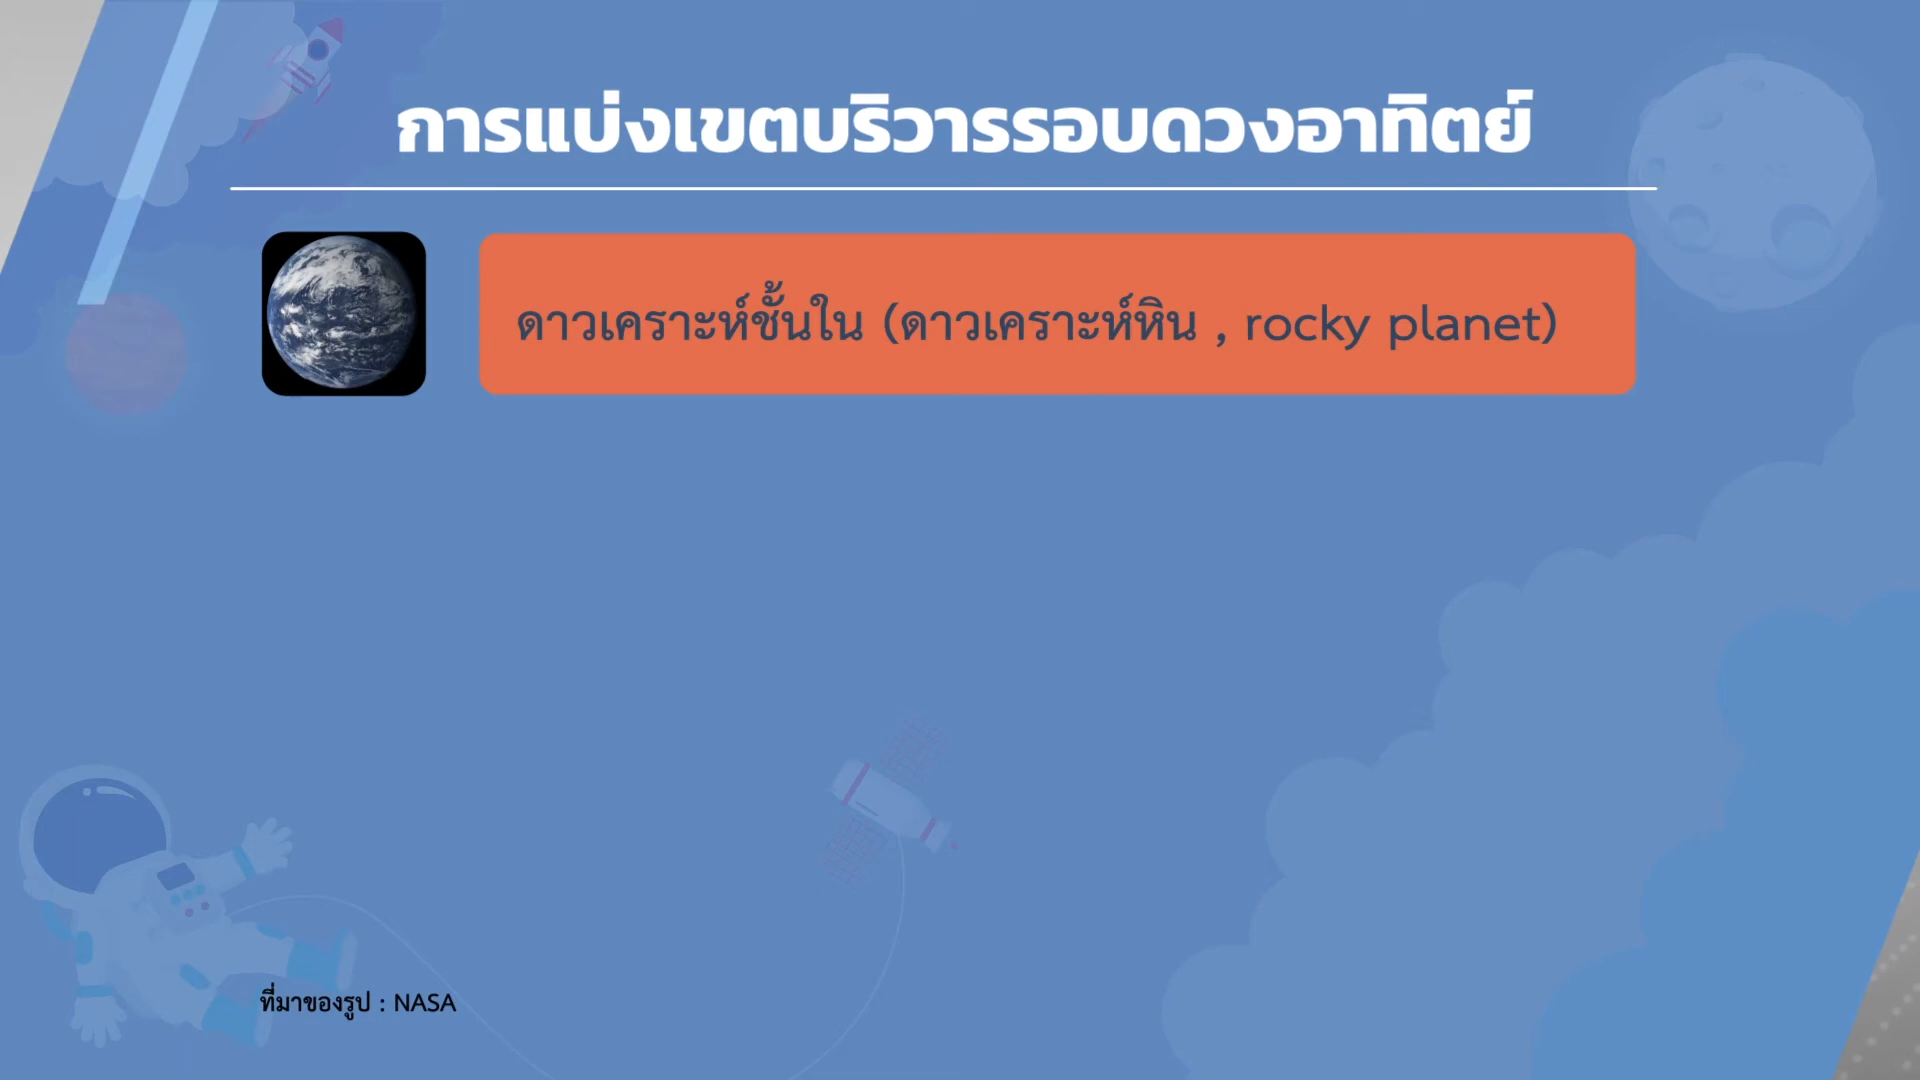 การแบ่งเขตบริวารรอบดวงอาทิตย์
ดาวเคราะห์ชั้นใน (ดาวเคราะห์หิน , rocky planet)
ที่มาของรูป : NASA